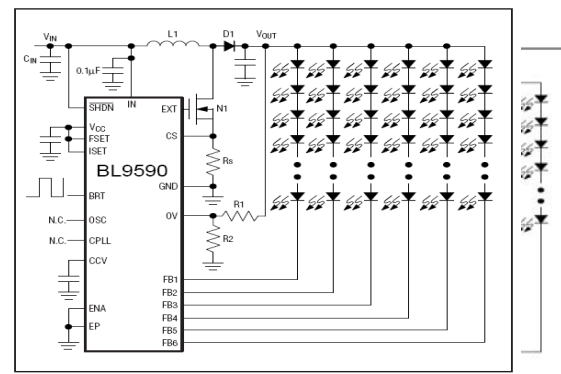 VIN
L1
D1
VOUT
CIN
0.1µF
IN
SHDN
EXT
N1
VCC
FSET
ISET
CS
RS
BL9590
GND
BRT
R1
N.C.
OSC
OV
N.C.
CPLL
R2
CCV
FB1
FB2
ENA
FB3
FB4
EP
FB5
FB6